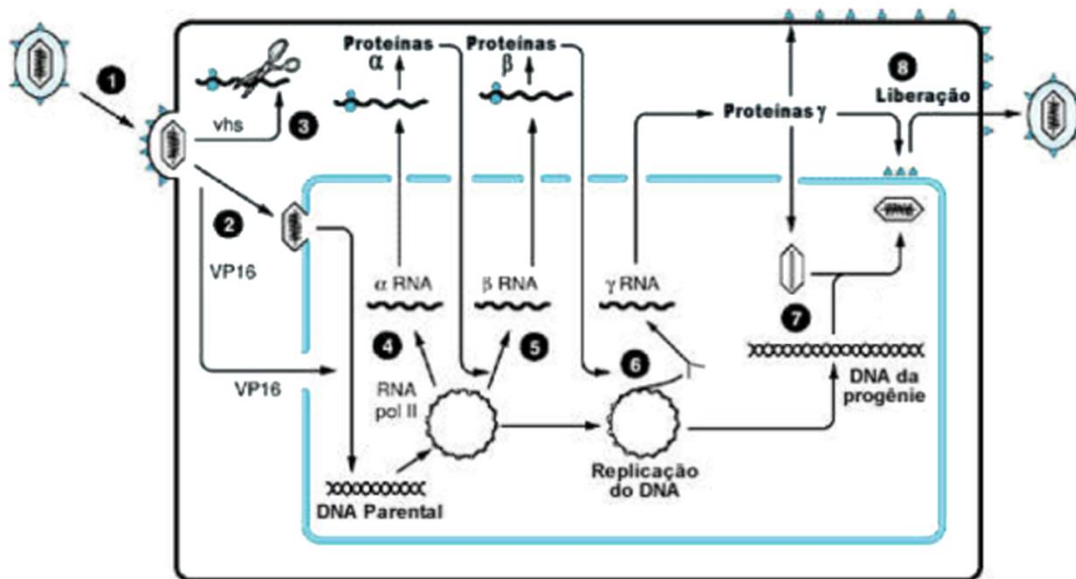 1
vhs
3
2
VP16
VP16
Proteínas
α
Proteínas
β
α RNA
4
RNA
pol II
β RNA
5
DNA Parental
γ RNA
6
Replicação
do DNA
Proteínas γ
8
Liberação
7
DNA da
progênie